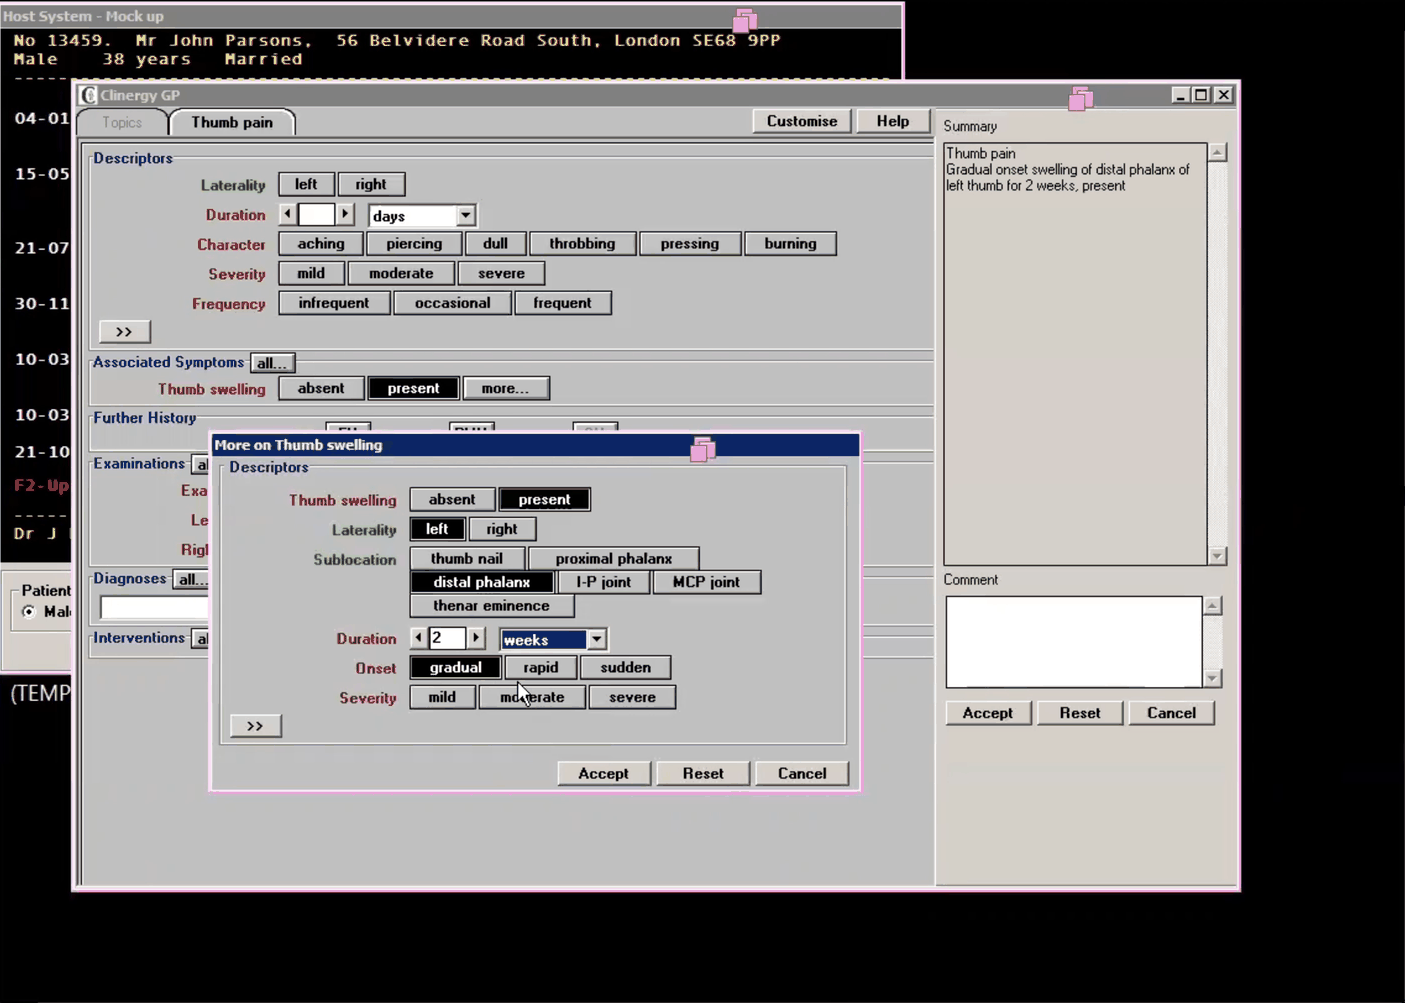 Host System - Mock up
No 13459. Mr John Parsons, 56 Belvidere Road South, London SE68 9PP
Male 38 years Married
Clinergy GP
Topics Thumb pain Customise Help
Descriptors
Laterality left right
Duration days
Character aching piercing dull throbbing pressing burning
Severity mild moderate severe
Frequency infrequent occasional frequent
>>
Associated Symptoms all...
Thumb swelling absent present more...
Further History
Examinations
Diagnoses all...
Interventions
04-01
15-05
21-07
30-11
10-03
10-03
21-10
F2-Up
Dr J
Patient
(TEMP
More on Thumb swelling
Descriptors
Thumb swelling absent present
Laterality left right
Sublocation thumb nail proximal phalanx
distal phalanx I-P joint MCP joint
thenar eminence
Duration 2 weeks
Onset gradual rapid sudden
Severity mild moderate severe
>>
Accept Reset Cancel
Summary
Thumb pain
Gradual onset swelling of distal phalanx of
left thumb for 2 weeks, present
Comment
Accept Reset Cancel